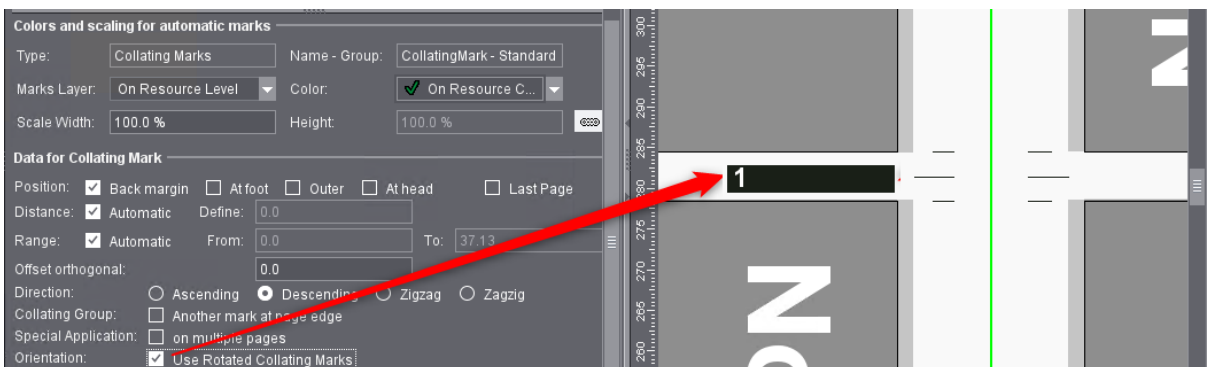 Colors and scaling for automatic marks
Type: Collating Marks Name - Group: CollatingMark - Standard
Marks Layer: On Resource Level Color: On Resource C...
Scale Width: 100.0 % Height: 100.0 %
Data for Collating Mark
Position: Back margin At foot Outer At head Last Page
Distance: Automatic Define: 0.0
Range: Automatic From: 0.0 To: 37.13
Offset orthogonal: 0.0
Direction: Ascending Descending Zigzag Zagzig
Collating Group: Another mark at page edge
Special Application: on multiple pages
Orientation: Use Rotated Collating Marks
300
295
290
285
280
275
270
265
260
1
N
ON